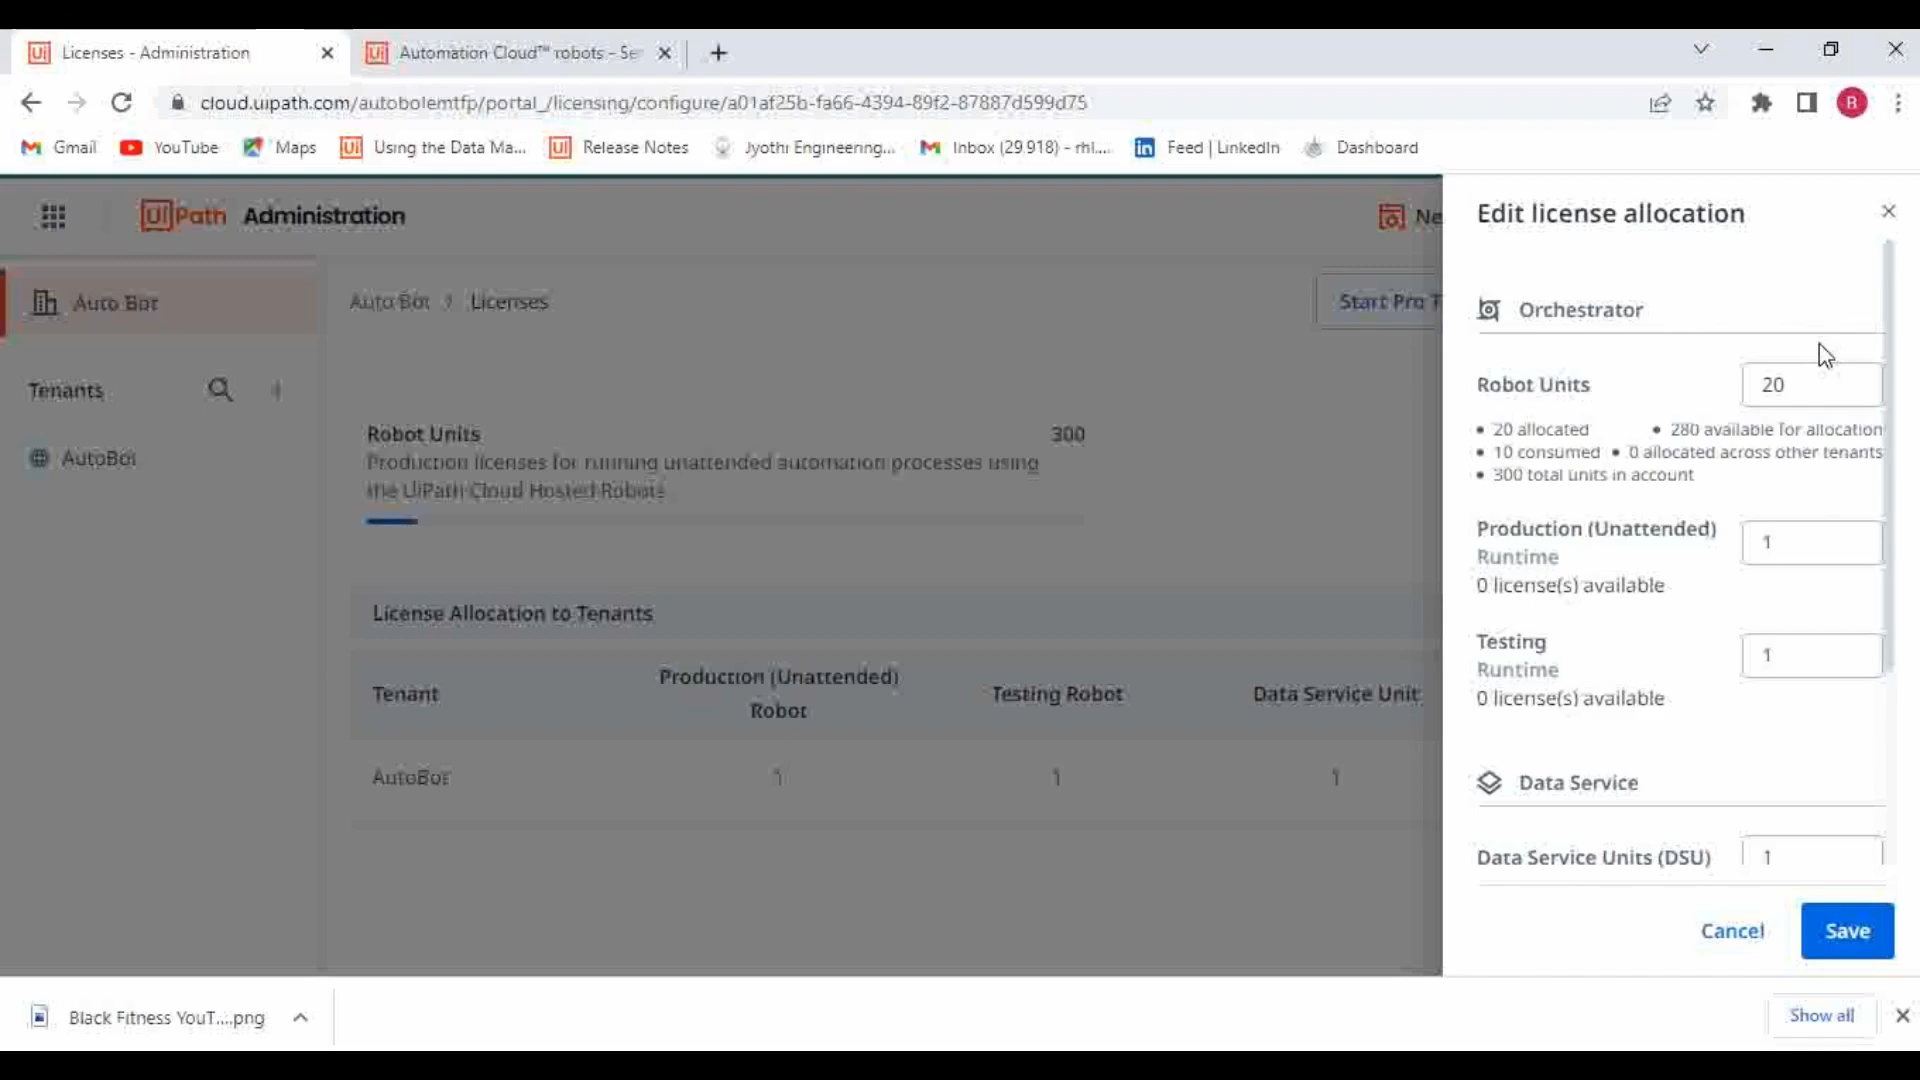 Licenses - Administration
Automation Cloud™ robots - Se
cloud.uipath.com/autobolemtfp/portal_/licensing/configure/a01af25b-fa66-4394-89f2-87887d599d75
B
Gmail
YouTube
Maps
Using the Data Ma...
Release Notes
Jyothi Engineering...
Inbox (29 918) - rhl....
Feed | LinkedIn
Dashboard
UiPath Administration
Ne
Edit license allocation
Auto Bot
Auto Bot > Licenses
Start Pro T
Orchestrator
Tenants
Robot Units
20
20 allocated
280 available for allocation
10 consumed
0 allocated across other tenants
300 total units in account
AutoBot
Robot Units
300
Production licenses for running unattended automation processes using
the UiPath Cloud Hosted Robots
Production (Unattended)
Runtime
1
0 license(s) available
License Allocation to Tenants
Testing
Runtime
1
0 license(s) available
Tenant
Production (Unattended)
Robot
Testing Robot
Data Service Unit
AutoBot
1
1
1
Data Service
Data Service Units (DSU)
1
Cancel
Save
Black Fitness YouT....png
Show all